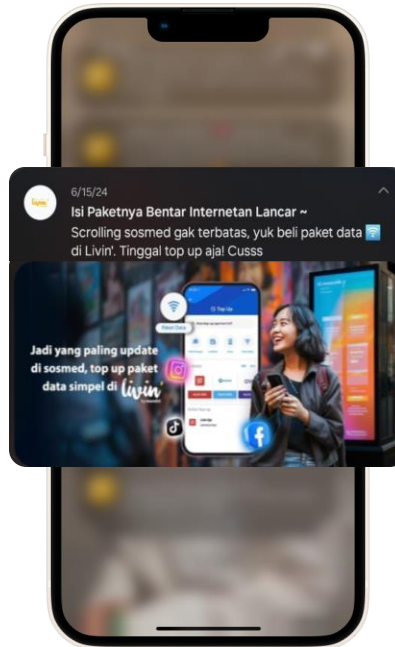 livin'
6/15/24
Isi Paketnya Bentar Internetan Lancar ~
Scrolling sosmed gak terbatas, yuk beli paket data
di Livin'. Tinggal top up aja! Cusss
Top Up
Paket Data
Jadi yang paling update
di sosmed, top up paket
data simpel di livin'